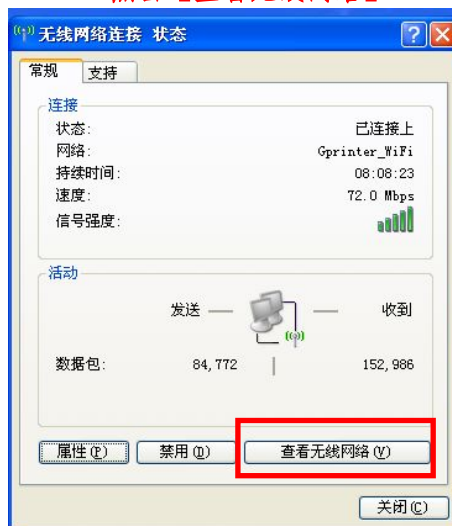 无线网络连接 状态
常规 支持
连接
状态: 已连接上
网络: Gprinter_WiFi
持续时间: 08:08:23
速度: 72.0 Mbps
信号强度:
活动
发送 — — 收到
数据包: 84,772 | 152,986
属性(P) 禁用(D) 查看无线网络(V)
关闭(C)